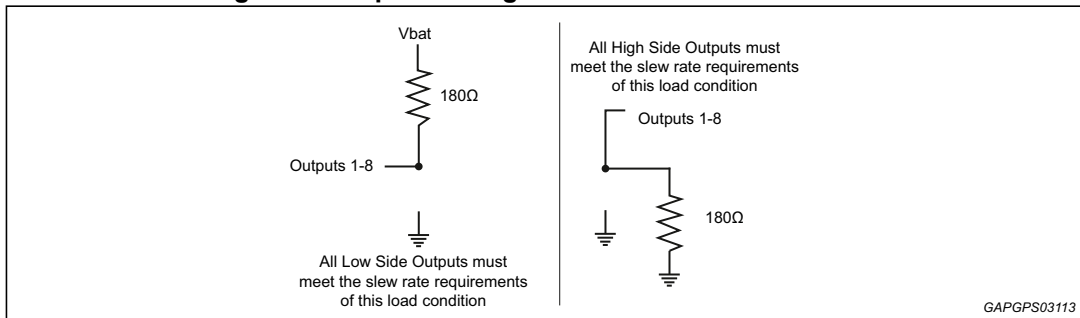 Vbat
180Ω
Outputs 1-8
All Low Side Outputs must
meet the slew rate requirements
of this load condition
All High Side Outputs must
meet the slew rate requirements
of this load condition
Outputs 1-8
180Ω
GAPGPS03113